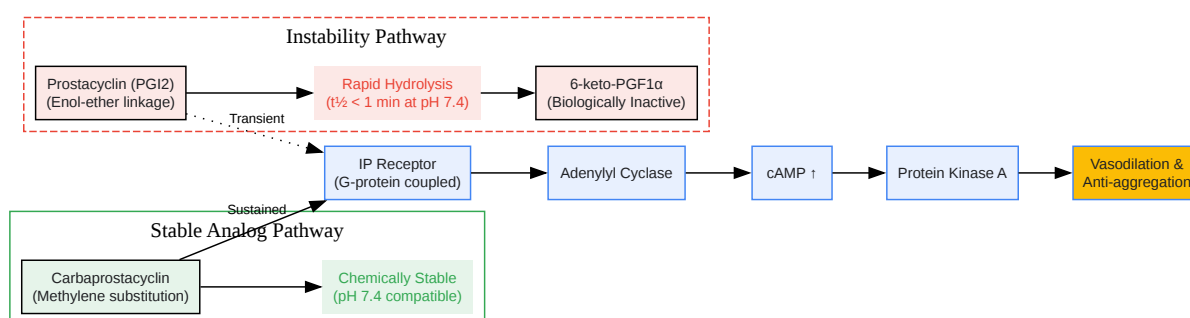 Instability Pathway
Prostacyclin (PGI2)
(Enol-ether linkage)
Rapid Hydrolysis
(t½ < 1 min at pH 7.4)
6-keto-PGF1α
(Biologically Inactive)
Transient
IP Receptor
(G-protein coupled)
Adenylyl Cyclase
cAMP ↑
Protein Kinase A
Vasodilation &
Anti-aggregation
Sustained
Stable Analog Pathway
Carbaprostacyclin
(Methylene substitution)
Chemically Stable
(pH 7.4 compatible)